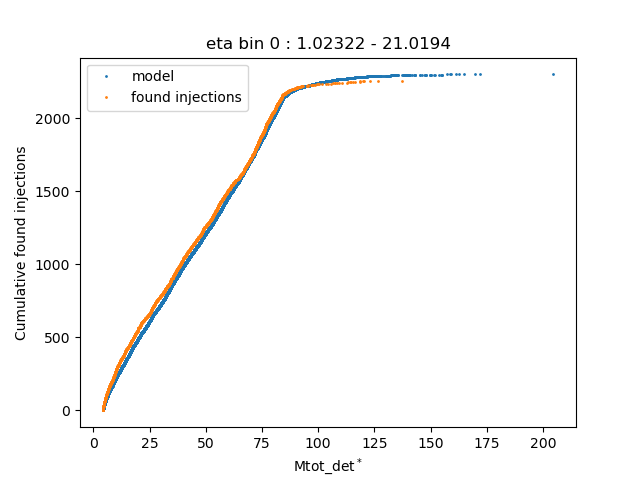 eta bin 0 : 1.02322 - 21.0194
model
found injections
Cumulative found injections
2000
1500
1000
500
0
0 25 50 75 100 125 150 175 200
Mtot_det*